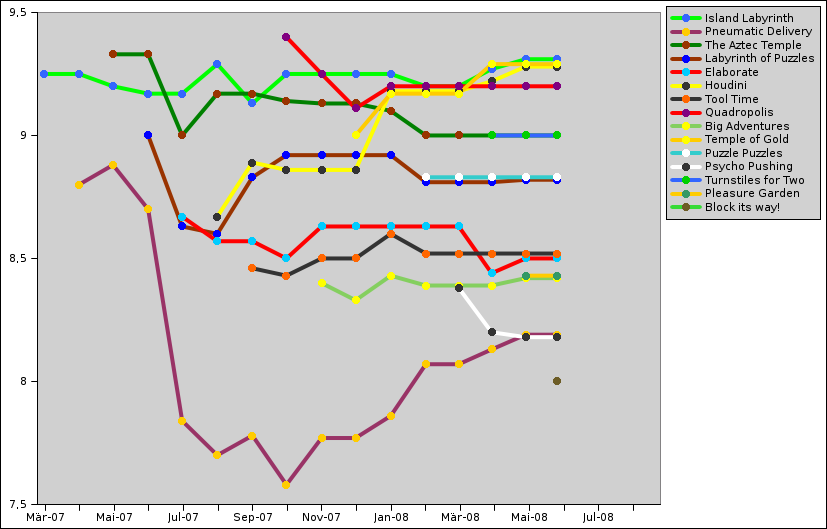 9,5
9
8,5
8
7,5
Mär-07
Mai-07
Jul-07
Sep-07
Nov-07
Jan-08
Mär-08
Mai-08
Jul-08
Island Labyrinth
Pneumatic Delivery
The Aztec Temple
Labyrinth of Puzzles
Elaborate
Houdini
Tool Time
Quadropolis
Big Adventures
Temple of Gold
Puzzle Puzzles
Psycho Pushing
Turnstiles for Two
Pleasure Garden
Block its way!